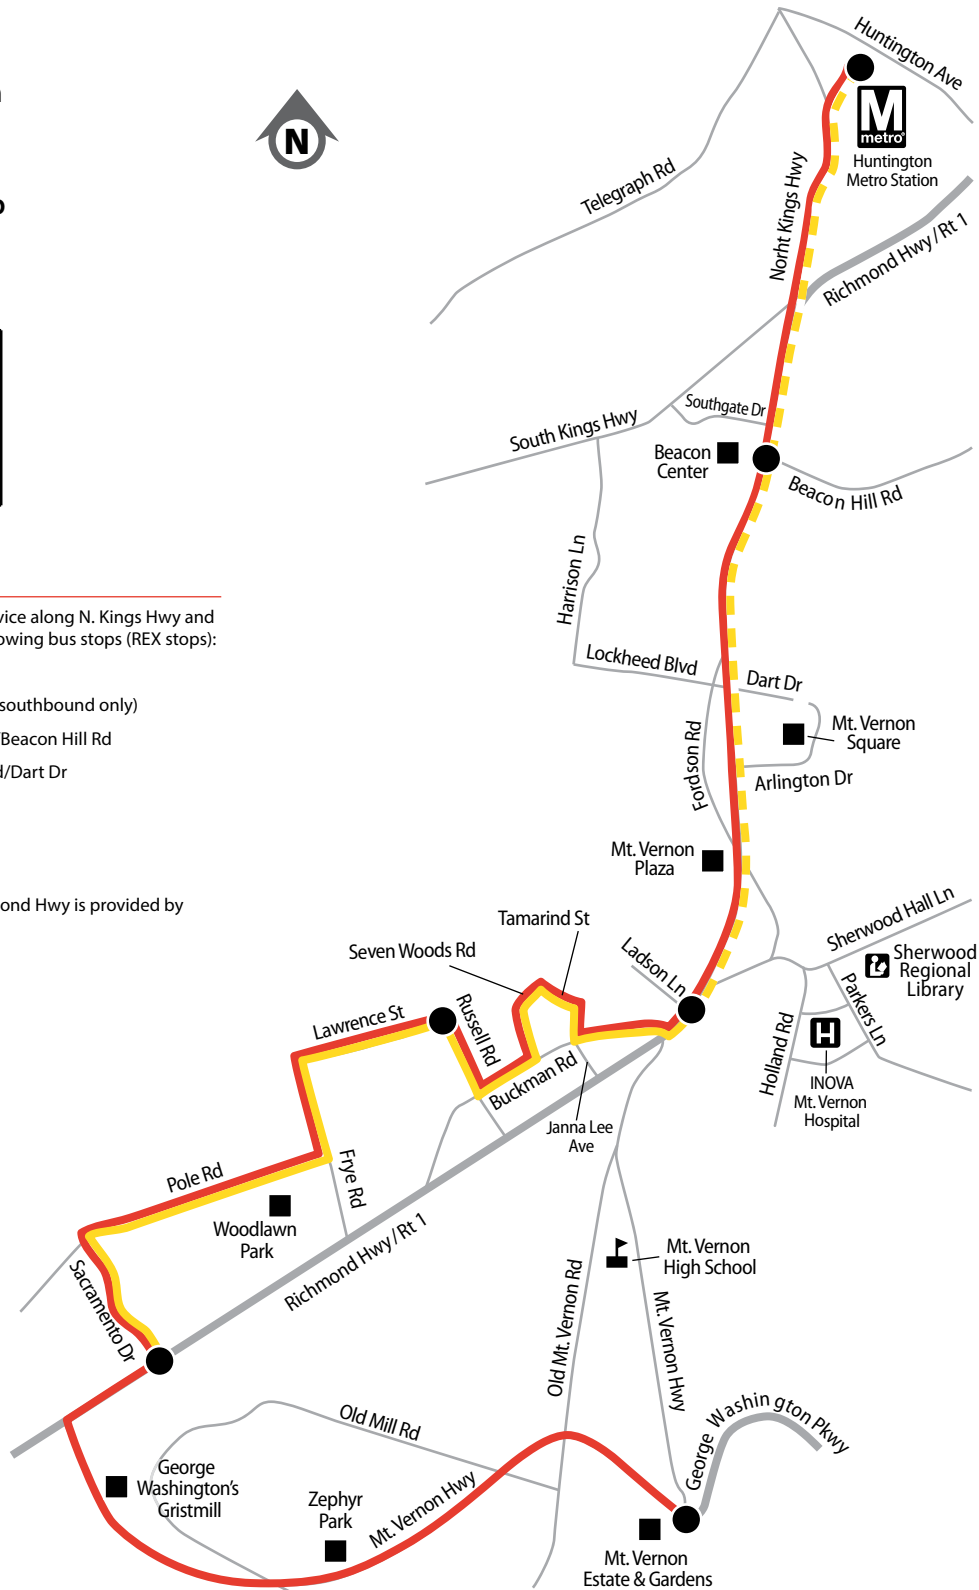 N
Huntington Ave
M
metro
Huntington
Metro Station
Telegraph Rd
Norht Kings Hwy
Richmond Hwy / Rt 1
Southgate Dr
South Kings Hwy
Beacon
Center
Beacon Hill Rd
Harrison Ln
vice along N. Kings Hwy and
owing bus stops (REX stops):
Lockheed Blvd
Dart Dr
southbound only)
/Beacon Hill Rd
d/Dart Dr
Fordson Rd
Mt. Vernon
Square
Arlington Dr
Mt. Vernon
Plaza
ond Hwy is provided by
Tamarind St
Seven Woods Rd
Ladson Ln
Sherwood Hall Ln
Sherwood
Regional
Library
Parkers Ln
Lawrence St
Russell Rd
Holland Rd
H
INOVA
Mt. Vernon
Hospital
Buckman Rd
Janna Lee
Ave
Pole Rd
Frye Rd
Woodlawn
Park
Richmond Hwy / Rt 1
Sacramento Dr
Mt. Vernon
High School
Old Mt. Vernon Rd
Mt. Vernon Hwy
Old Mill Rd
George Washington Pkwy
George
Washington's
Gristmill
Zephyr
Park
Mt. Vernon Hwy
Mt. Vernon
Estate & Gardens